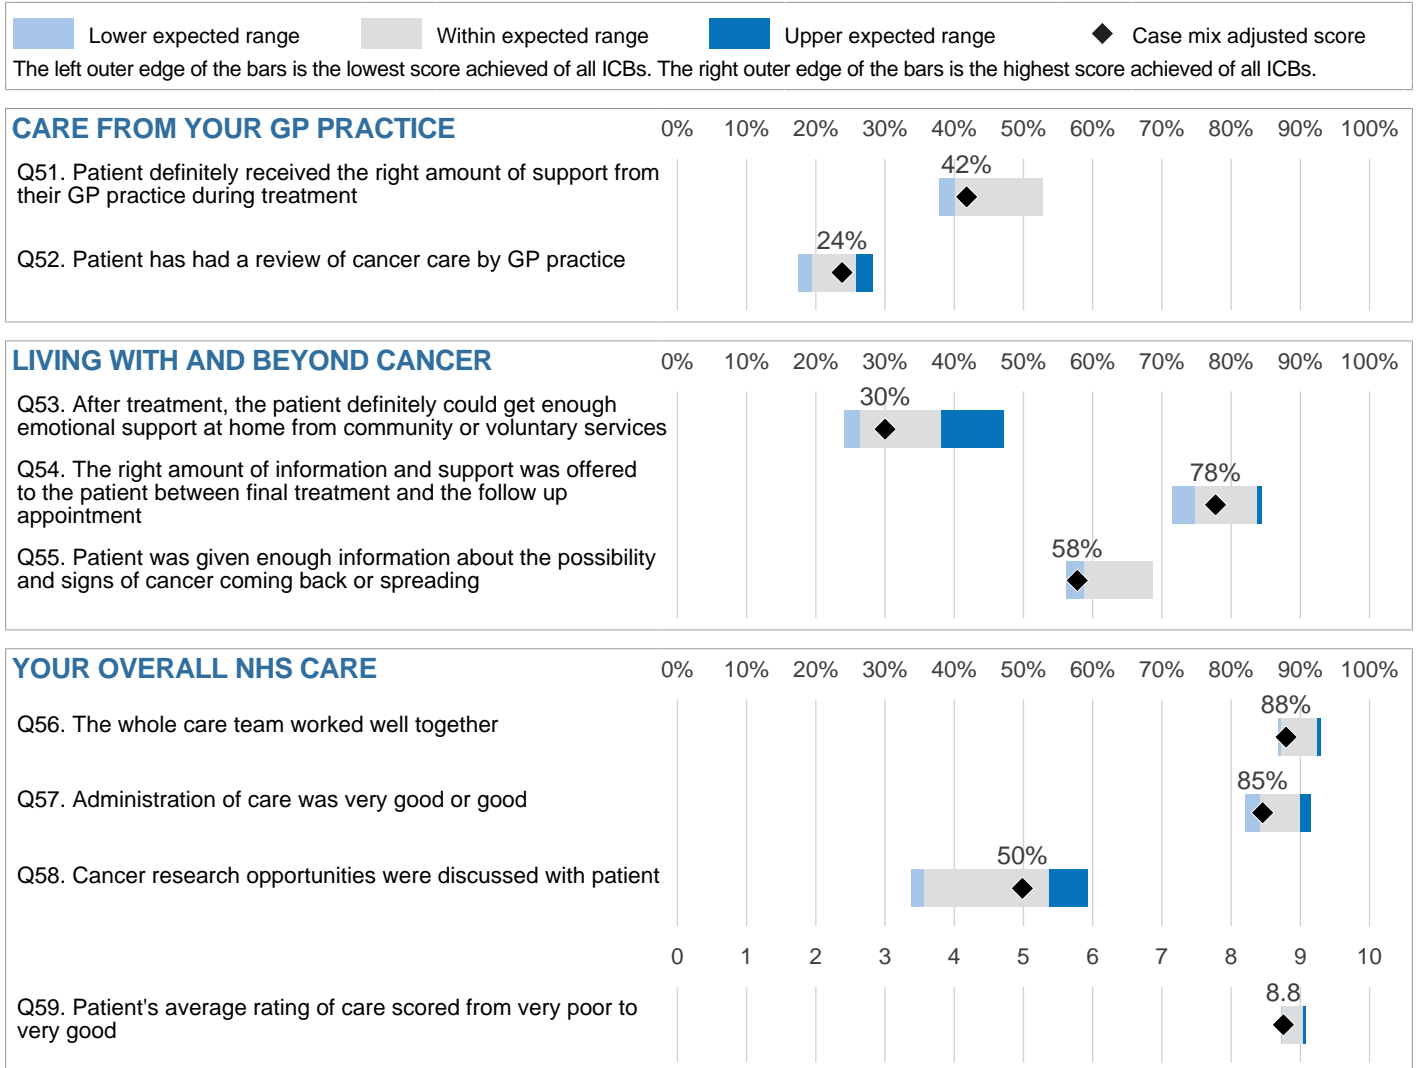 Lower expected range Within expected range Upper expected range Case mix adjusted score
The left outer edge of the bars is the lowest score achieved of all ICBs. The right outer edge of the bars is the highest score achieved of all ICBs.
CARE FROM YOUR GP PRACTICE 0% 10% 20% 30% 40% 50% 60% 70% 80% 90% 100%
42%
Q51. Patient definitely received the right amount of support from
their GP practice during treatment
24%
Q52. Patient has had a review of cancer care by GP practice
LIVING WITH AND BEYOND CANCER 0% 10% 20% 30% 40% 50% 60% 70% 80% 90% 100%
30%
Q53. After treatment, the patient definitely could get enough
emotional support at home from community or voluntary services
Q54. The right amount of information and support was offered
78%
to the patient between final treatment and the follow up
appointment
58%
Q55. Patient was given enough information about the possibility
and signs of cancer coming back or spreading
YOUR OVERALL NHS CARE 0% 10% 20% 30% 40% 50% 60% 70% 80% 90% 100%
88%
Q56. The whole care team worked well together
85%
Q57. Administration of care was very good or good
50%
Q58. Cancer research opportunities were discussed with patient
0 1 2 3 4 5 6 7 8 9 10
8.8
Q59. Patient's average rating of care scored from very poor to
very good